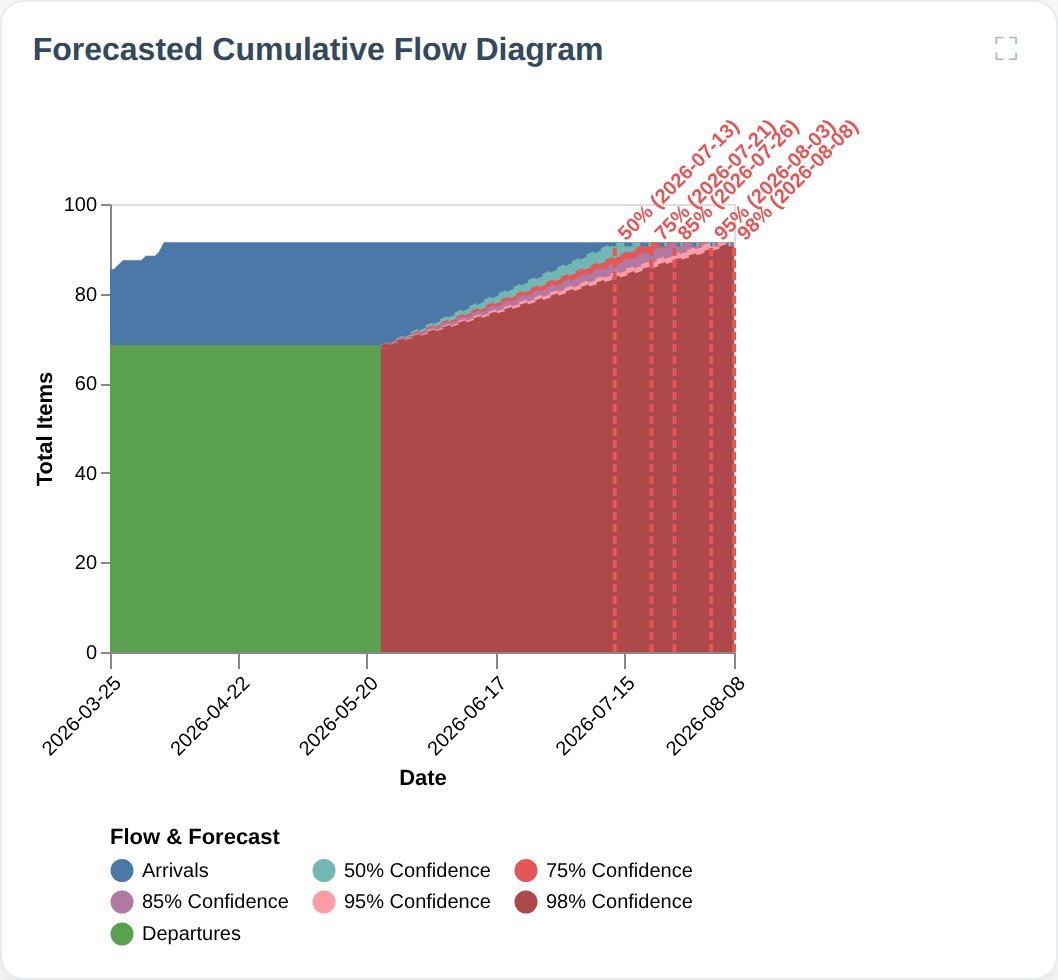 Forecasted Cumulative Flow Diagram
50% (2026-07-13)
75% (2026-07-21)
85% (2026-07-26)
95% (2026-08-03)
98% (2026-08-08)
100
80
60
40
20
0
Total Items
2026-03-25
2026-04-22
2026-05-20
2026-06-17
2026-07-15
2026-08-08
Date
Flow & Forecast
Arrivals
50% Confidence
75% Confidence
85% Confidence
95% Confidence
98% Confidence
Departures